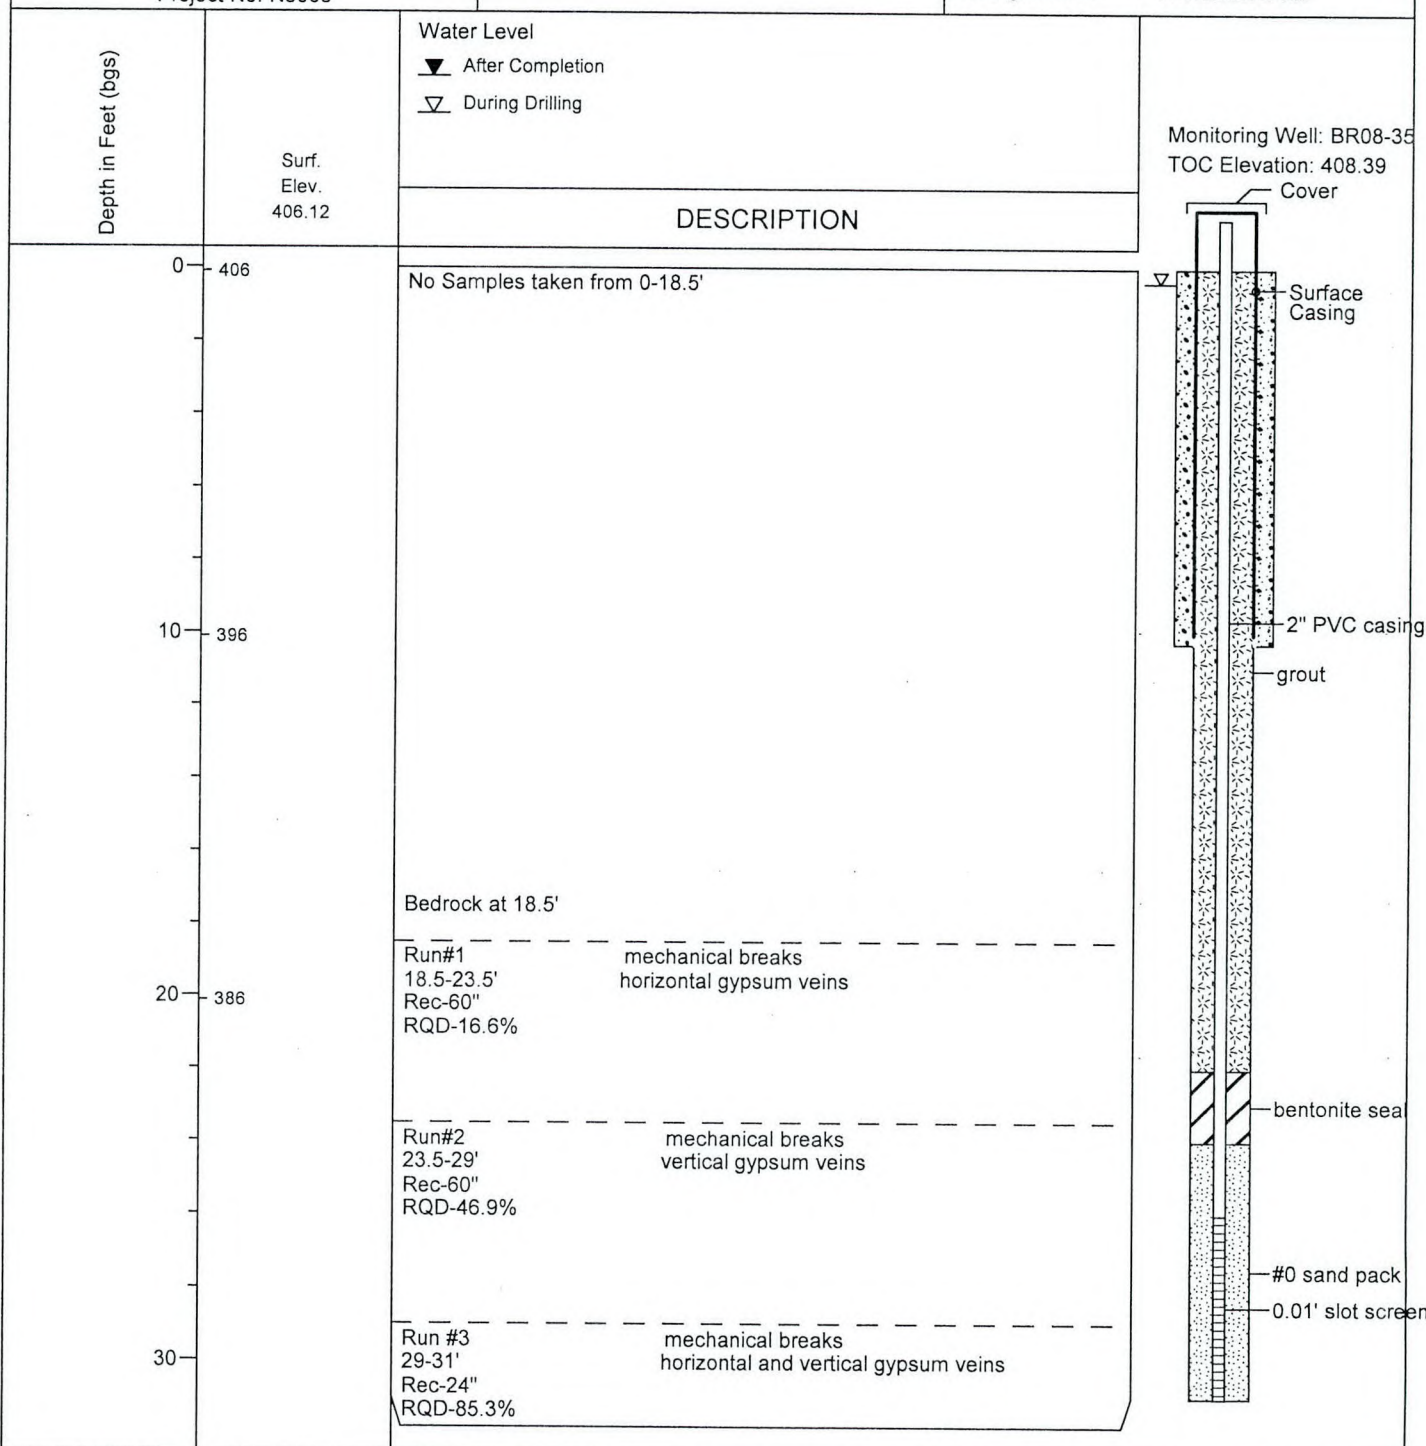 Water Level
After Completion
During Drilling
Depth in Feet (bgs)
Surf.
Elev.
406.12
DESCRIPTION
Monitoring Well: BR08-35
TOC Elevation: 408.39
Cover
0
406
No Samples taken from 0-18.5'
Surface
Casing
10
396
2" PVC casing
grout
Bedrock at 18.5'
Run#1 mechanical breaks
18.5-23.5' horizontal gypsum veins
Rec-60"
RQD-16.6%
20
386
bentonite seal
Run#2 mechanical breaks
23.5-29' vertical gypsum veins
Rec-60"
RQD-46.9%
#0 sand pack
0.01' slot screen
Run #3 mechanical breaks
29-31' horizontal and vertical gypsum veins
Rec-24"
RQD-85.3%
30